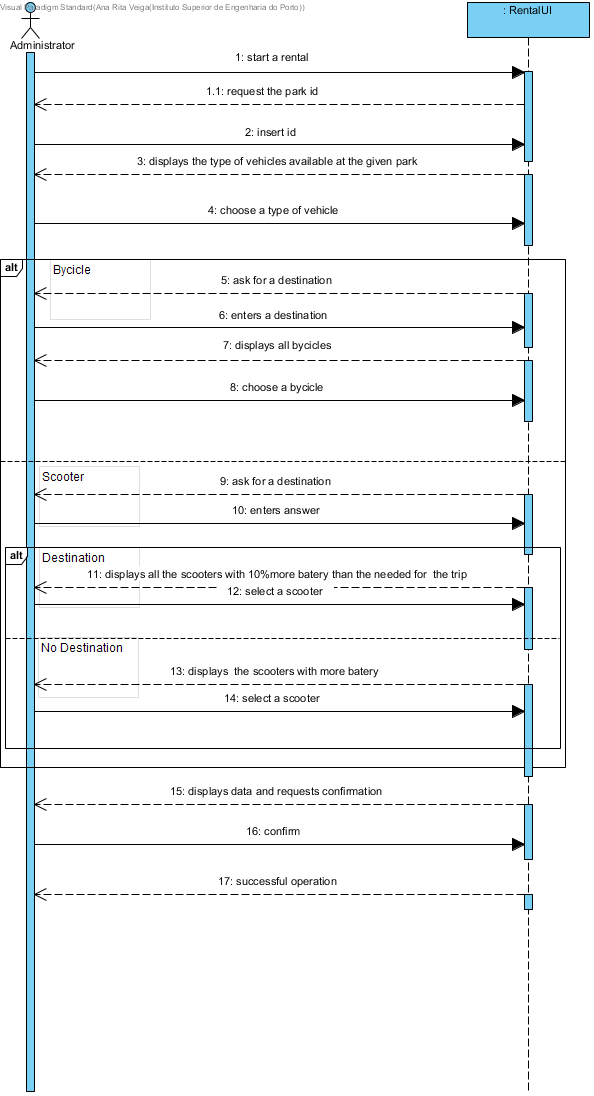 Visual Paradigm Standard(Ana Rita Veiga(Instituto Superior de Engenharia do Porto))
: RentalUI
Administrator
1: start a rental
1.1: request the park id
2: insert id
3: displays the type of vehicles available at the given park
4: choose a type of vehicle
alt
Bycicle
5: ask for a destination
6: enters a destination
7: displays all bycicles
8: choose a bycicle
Scooter
9: ask for a destination
10: enters answer
alt
Destination
11: displays all the scooters with 10%more batery than the needed for the trip
12: select a scooter
No Destination
13: displays the scooters with more batery
14: select a scooter
15: displays data and requests confirmation
16: confirm
17: successful operation